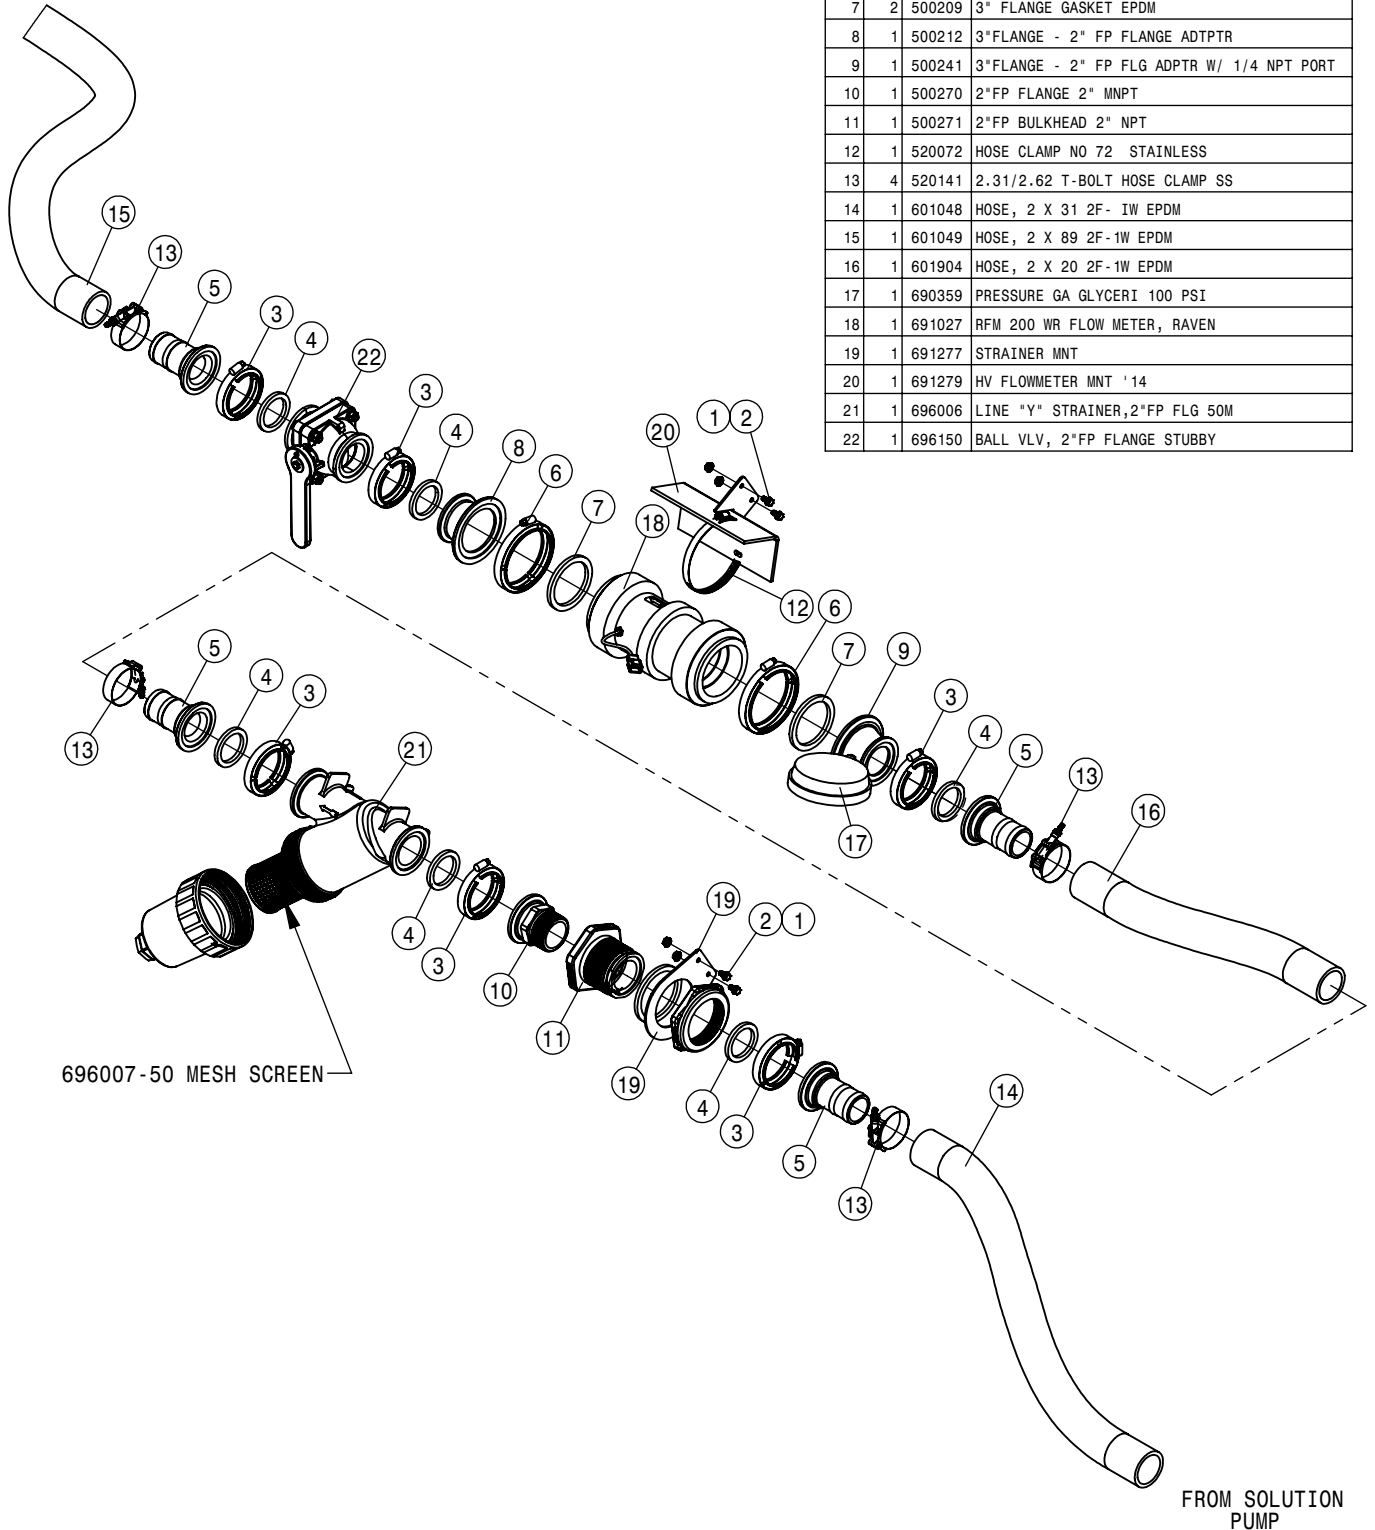 7 2 500209 3" FLANGE GASKET EPDM
8 1 500212 3"FLANGE - 2" FP FLANGE ADTPTR
9 1 500241 3"FLANGE - 2" FP FLG ADPTR W/ 1/4 NPT PORT
10 1 500270 2"FP FLANGE 2" MNPT
11 1 500271 2"FP BULKHEAD 2" NPT
12 1 520072 HOSE CLAMP NO 72 STAINLESS
13 4 520141 2.31/2.62 T-BOLT HOSE CLAMP SS
14 1 601048 HOSE, 2 X 31 2F- IW EPDM
15 1 601049 HOSE, 2 X 89 2F-1W EPDM
16 1 601904 HOSE, 2 X 20 2F-1W EPDM
17 1 690359 PRESSURE GA GLYCERI 100 PSI
18 1 691027 RFM 200 WR FLOW METER, RAVEN
19 1 691277 STRAINER MNT
20 1 691279 HV FLOWMETER MNT '14
21 1 696006 LINE "Y" STRAINER,2"FP FLG 50M
22 1 696150 BALL VLV, 2"FP FLANGE STUBBY
15
13
5
3
4
22
3
4
8
6
7
18
20
1 2
12
6
7
9
3
4
5
13
16
17
5
4
3
13
21
4
3
10
11
19
2 1
19
4
3
5
13
14
696007-50 MESH SCREEN
FROM SOLUTION
PUMP